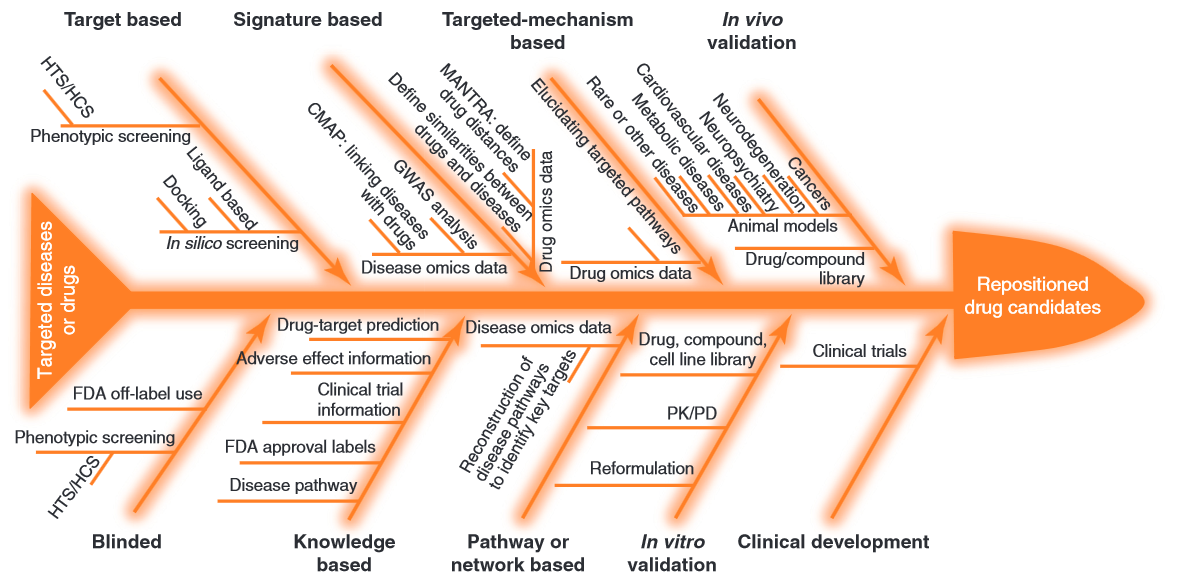 Target based
Signature based
Targeted-mechanism
based
In vivo
validation
HTS/HCS
Phenotypic screening
Ligand based
Docking
In silico screening
CMAP: linking diseases
with drugs
GWAS analysis
Disease omics data
Define similarities between
drugs and diseases
MANTRA: define
drug distances
Drug omics data
Elucidating targeted pathways
Drug omics data
Rare or other diseases
Metabolic diseases
Cardiovascular diseases
Neuropsychiatry
Neurodegeneration
Cancers
Animal models
Drug/compound
library
Targeted diseases
or drugs
Repositioned
drug candidates
FDA off-label use
Phenotypic screening
HTS/HCS
Drug-target prediction
Adverse effect information
Clinical trial
information
FDA approval labels
Disease pathway
Disease omics data
Reconstruction of
disease pathways
to identify key targets
Drug, compound,
cell line library
PK/PD
Reformulation
Clinical trials
Blinded
Knowledge
based
Pathway or
network based
In vitro
validation
Clinical development